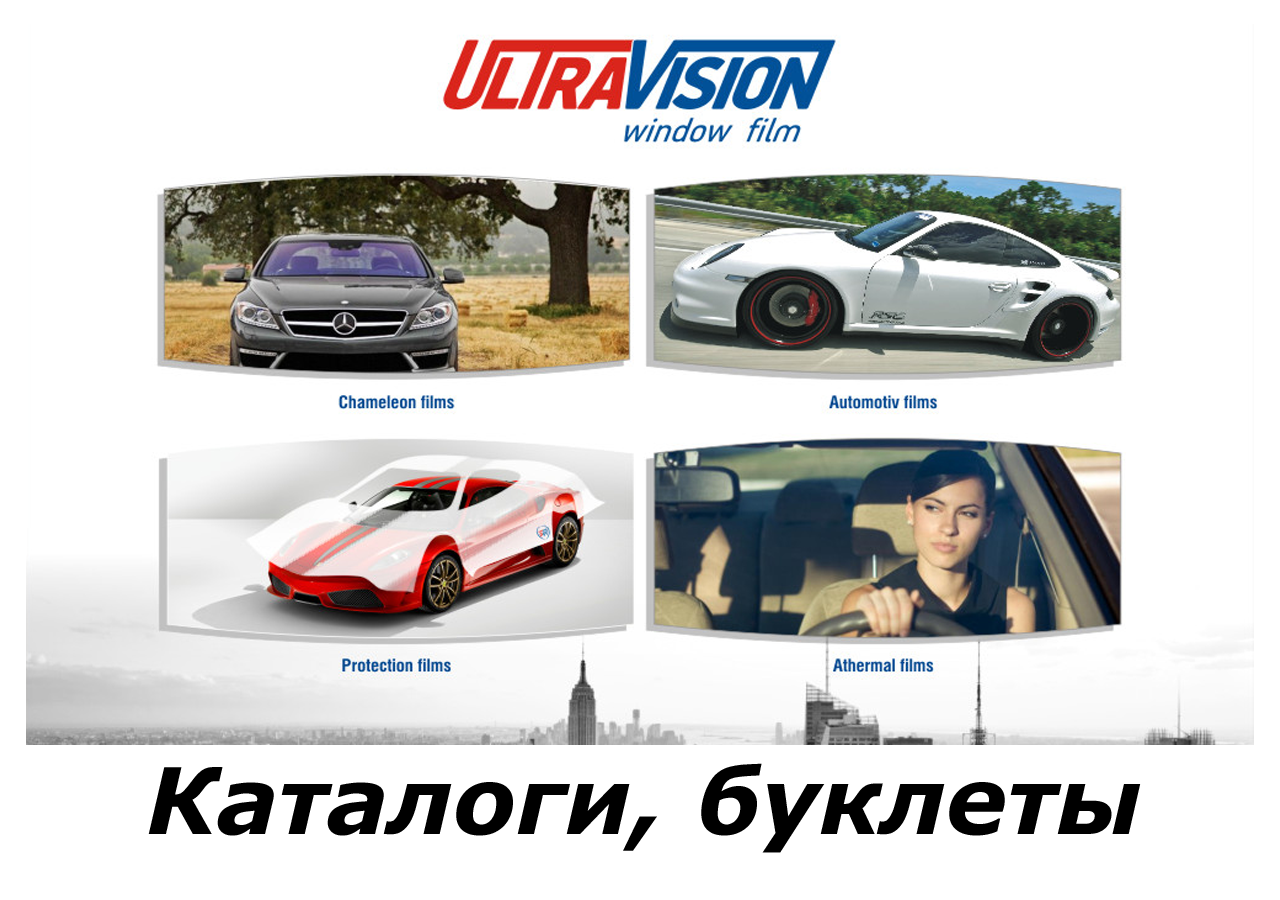 ULTRAVISION
window film
Chameleon films
Automotiv films
Protection films
Athermal films
Каталоги, буклеты